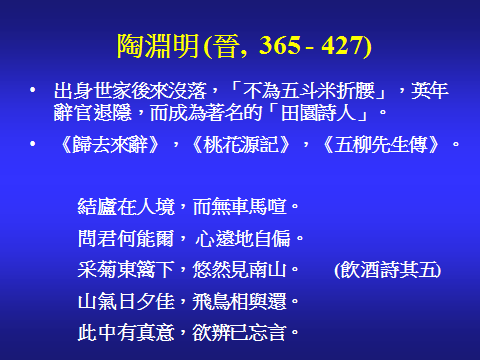 陶淵明 (晉, 365 - 427)
• 出身世家後來沒落，「不為五斗米折腰」，英年
辭官退隱，而成為著名的「田園詩人」。
• 《歸去來辭》，《桃花源記》，《五柳先生傳》。
結廬在人境，而無車馬喧。
問君何能爾， 心遠地自偏。
采菊東篱下，悠然見南山。 (飲酒詩其五)
山氣日夕佳，飛鳥相與還。
此中有真意，欲辨已忘言。